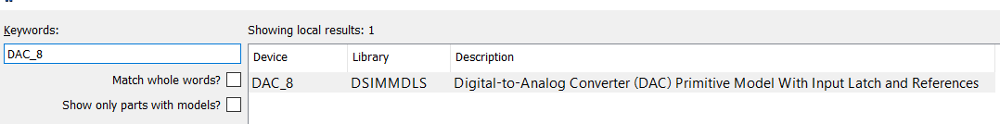 Keywords:
Showing local results: 1
DAC_8
Device Library Description
Match whole words?
DAC_8 DSIMMDLS Digital-to-Analog Converter (DAC) Primitive Model With Input Latch and References
Show only parts with models?